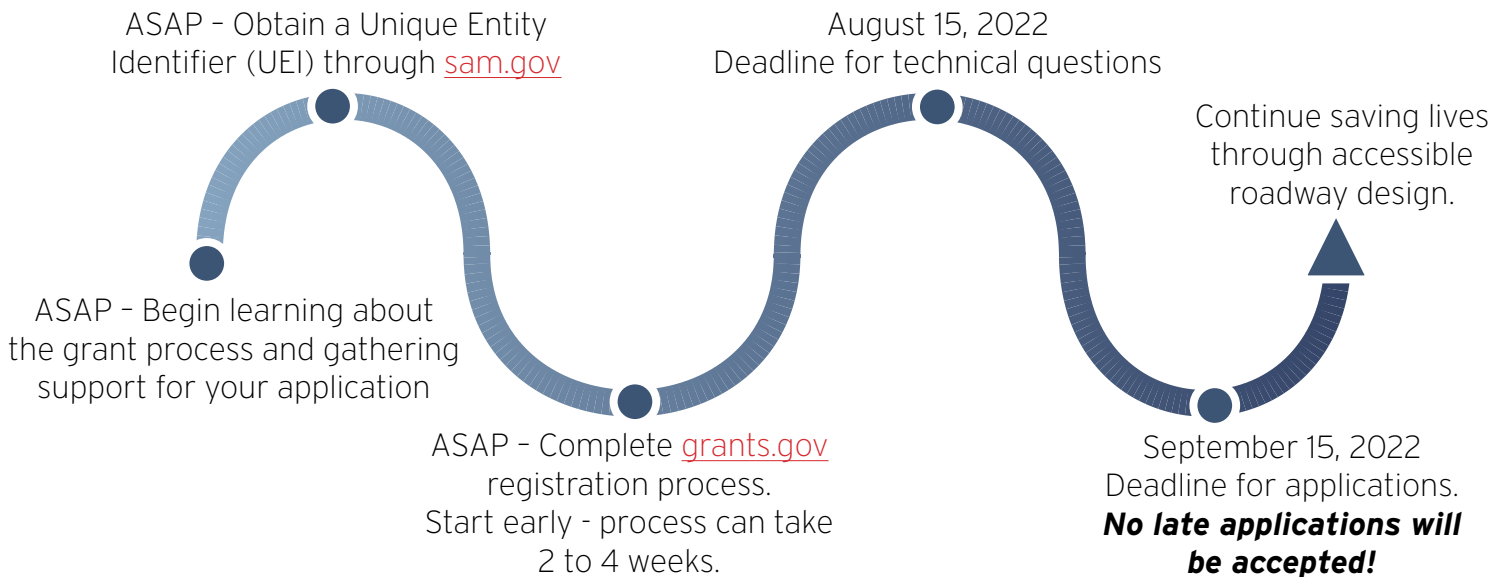 ASAP – Begin learning about
the grant process and gathering
support for your application
ASAP – Obtain a Unique Entity
Identifier (UEI) through sam.gov
ASAP – Complete grants.gov
registration process.
Start early - process can take
2 to 4 weeks.
August 15, 2022
Deadline for technical questions
September 15, 2022
Deadline for applications.
No late applications will
be accepted!
Continue saving lives
through accessible
roadway design.